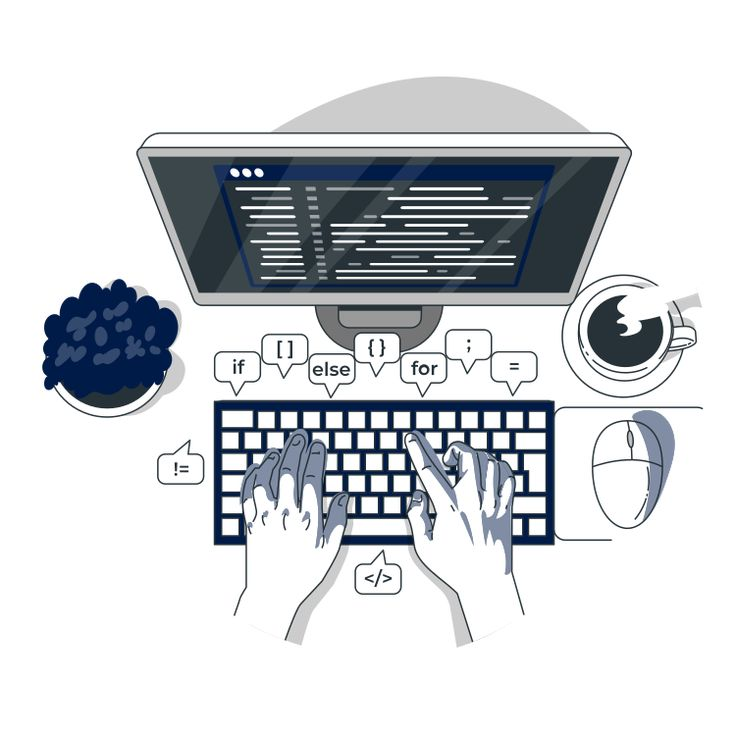 if
[ ]
else
{ }
for
;
=
!=
</>